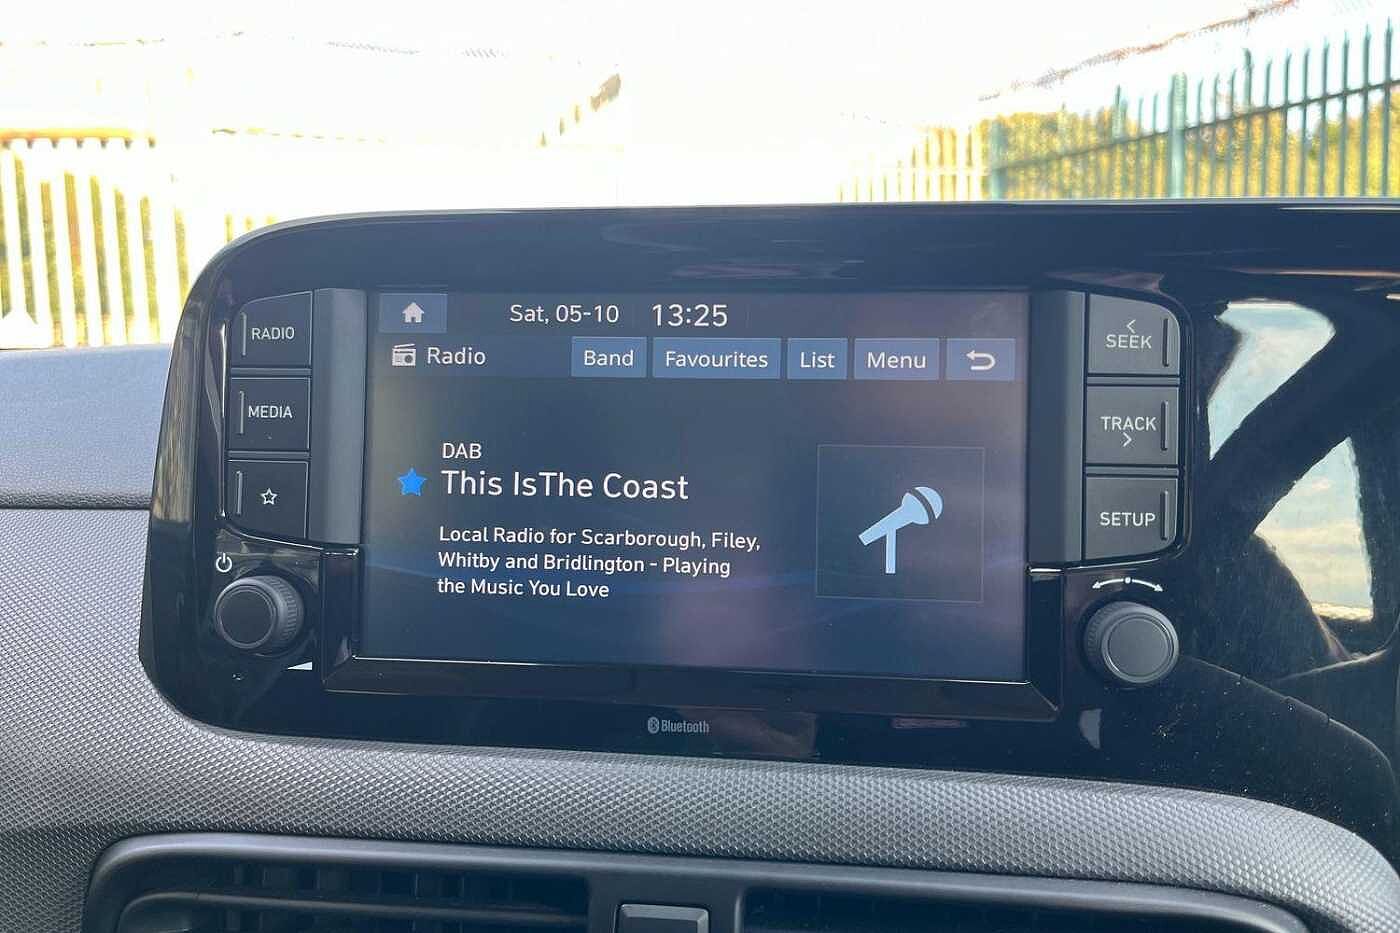 RADIO
MEDIA
Sat, 05-10 13:25
Radio
Band Favourites List Menu
DAB
This IsThe Coast
Local Radio for Scarborough, Filey,
Whitby and Bridlington - Playing
the Music You Love
< SEEK
TRACK >
SETUP
Bluetooth